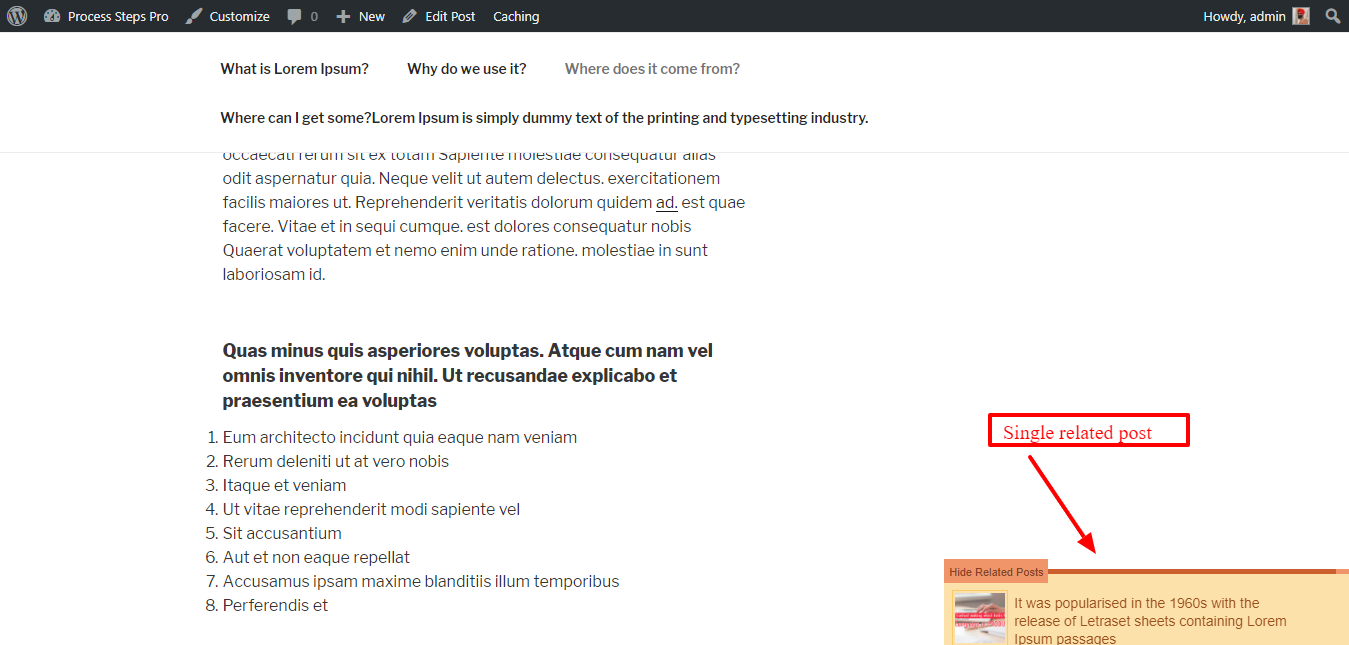 Process Steps Pro Customize 0 New Edit Post Caching Howdy, admin
What is Lorem Ipsum? Why do we use it? Where does it come from?
Where can I get some?Lorem Ipsum is simply dummy text of the printing and typesetting industry.
occaecati rerum sit ex totam Sapiente molestiae consequatur alias
odit aspernatur quia. Neque velit ut autem delectus. exercitationem
facilis maiores ut. Reprehenderit veritatis dolorum quidem ad. est quae
facere. Vitae et in sequi cumque. est dolores consequatur nobis
Quaerat voluptatem et nemo enim unde ratione. molestiae in sunt
laboriosam id.
Quas minus quis asperiores voluptas. Atque cum nam vel
omnis inventore qui nihil. Ut recusandae explicabo et
praesentium ea voluptas
1. Eum architecto incidunt quia eaque nam veniam
2. Rerum deleniti ut at vero nobis
3. Itaque et veniam
4. Ut vitae reprehenderit modi sapiente vel
5. Sit accusantium
6. Aut et non eaque repellat
7. Accusamus ipsam maxime blanditiis illum temporibus
8. Perferendis et
Single related post
Hide Related Posts
It was popularised in the 1960s with the
release of Letraset sheets containing Lorem
Ipsum passages